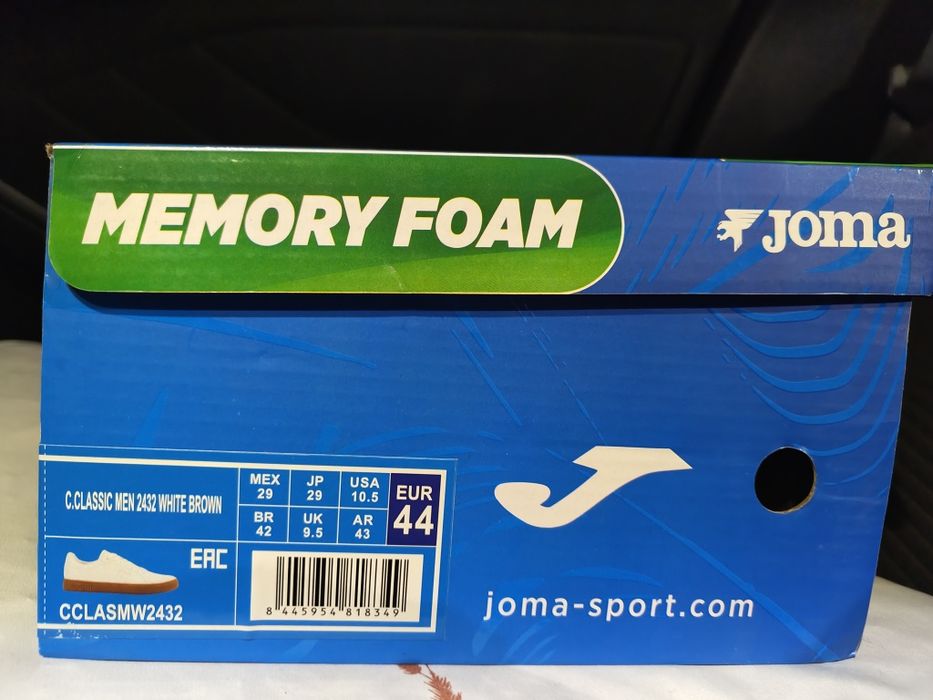 MEMORY FOAM
Joma
C.CLASSIC MEN 2432 WHITE BROWN
MEX 29
JP 29
USA 10.5
EUR 44
BR 42
UK 9.5
AR 43
EAC
CCLASMW2432
8 445954 818349
joma-sport.com